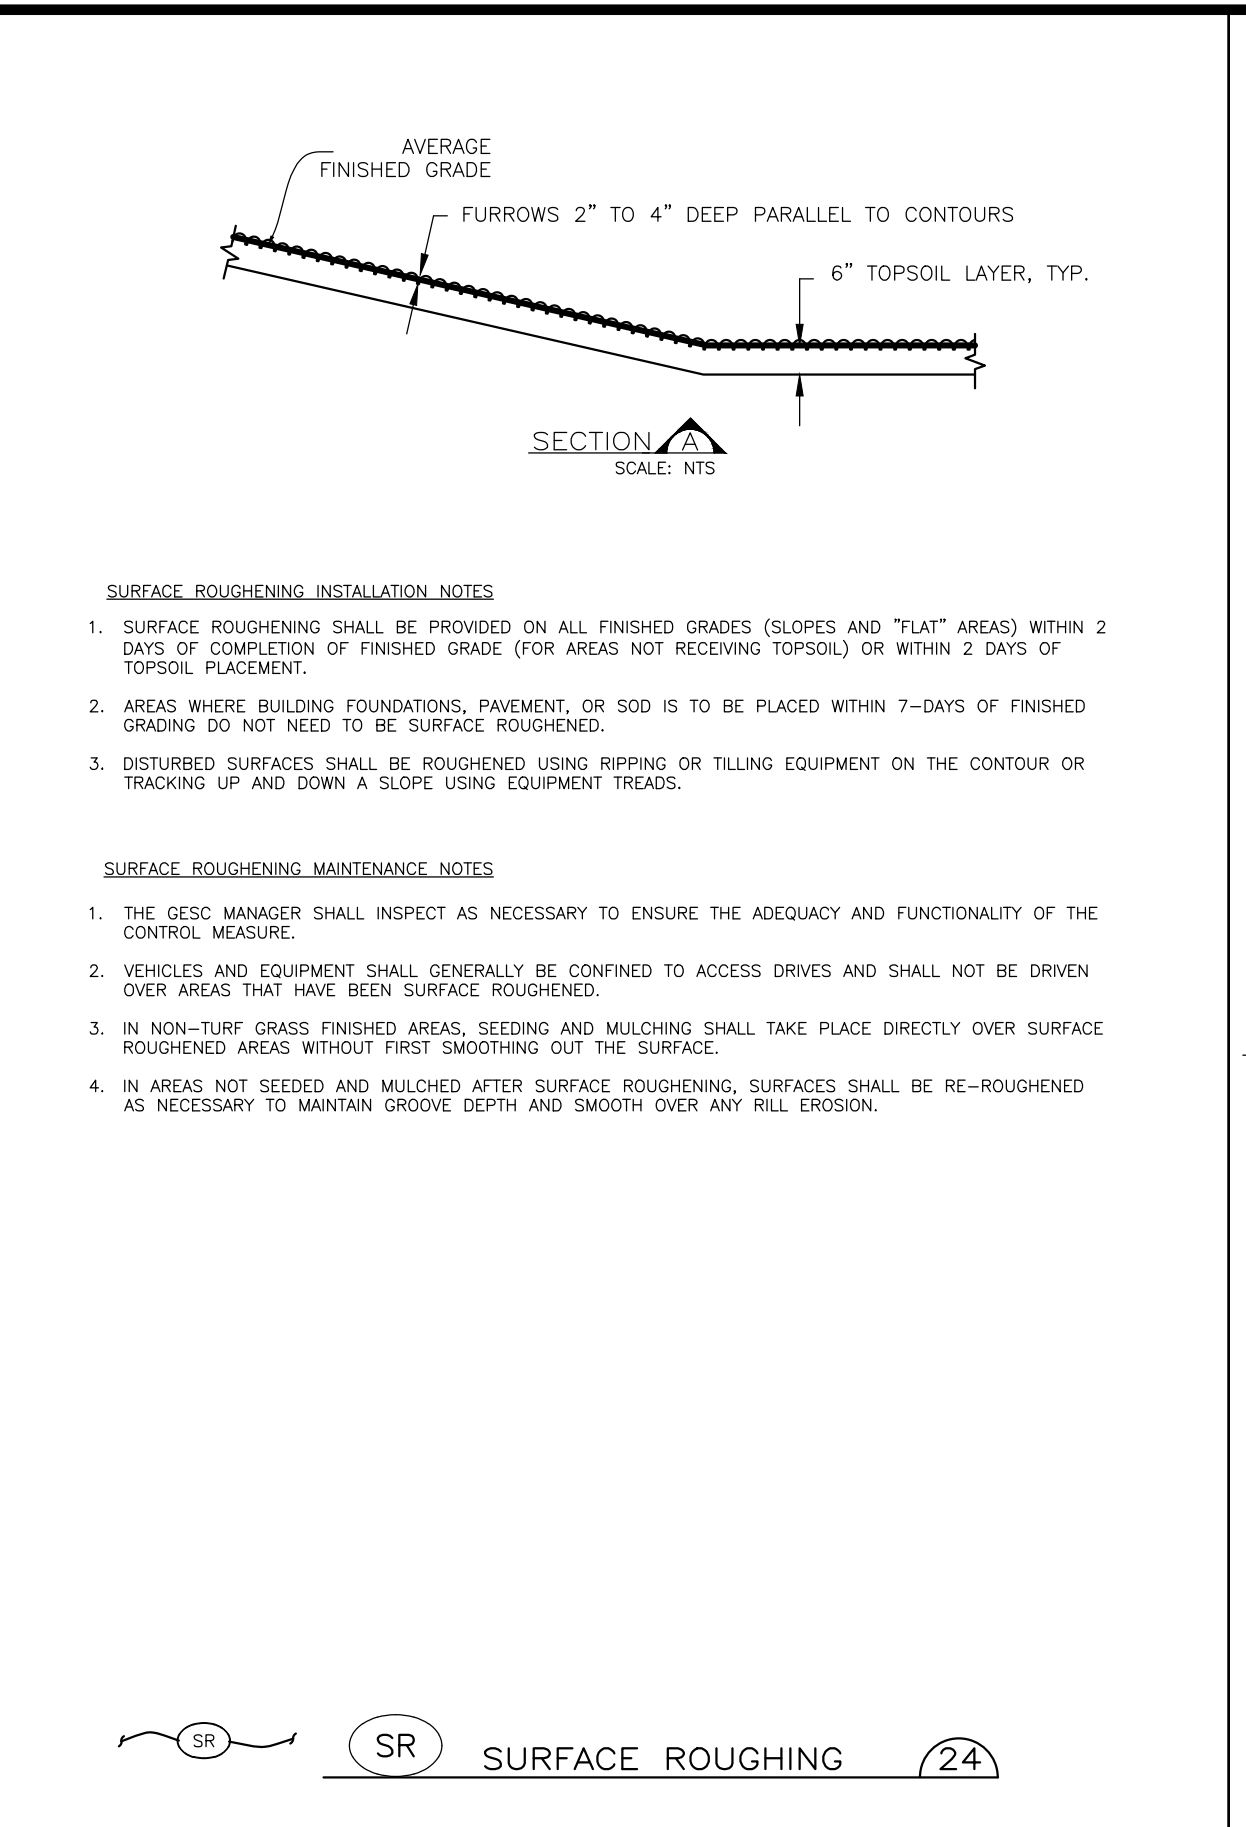 AVERAGE
FINISHED GRADE
FURROWS 2” TO 4” DEEP PARALLEL TO CONTOURS
6” TOPSOIL LAYER, TYP.
SECTION A
SCALE: NTS
SURFACE ROUGHENING INSTALLATION NOTES
1. SURFACE ROUGHENING SHALL BE PROVIDED ON ALL FINISHED GRADES (SLOPES AND ”FLAT” AREAS) WITHIN 2
DAYS OF COMPLETION OF FINISHED GRADE (FOR AREAS NOT RECEIVING TOPSOIL) OR WITHIN 2 DAYS OF
TOPSOIL PLACEMENT.
2. AREAS WHERE BUILDING FOUNDATIONS, PAVEMENT, OR SOD IS TO BE PLACED WITHIN 7-DAYS OF FINISHED
GRADING DO NOT NEED TO BE SURFACE ROUGHENED.
3. DISTURBED SURFACES SHALL BE ROUGHENED USING RIPPING OR TILLING EQUIPMENT ON THE CONTOUR OR
TRACKING UP AND DOWN A SLOPE USING EQUIPMENT TREADS.
SURFACE ROUGHENING MAINTENANCE NOTES
1. THE GESC MANAGER SHALL INSPECT AS NECESSARY TO ENSURE THE ADEQUACY AND FUNCTIONALITY OF THE
CONTROL MEASURE.
2. VEHICLES AND EQUIPMENT SHALL GENERALLY BE CONFINED TO ACCESS DRIVES AND SHALL NOT BE DRIVEN
OVER AREAS THAT HAVE BEEN SURFACE ROUGHENED.
3. IN NON-TURF GRASS FINISHED AREAS, SEEDING AND MULCHING SHALL TAKE PLACE DIRECTLY OVER SURFACE
ROUGHENED AREAS WITHOUT FIRST SMOOTHING OUT THE SURFACE.
4. IN AREAS NOT SEEDED AND MULCHED AFTER SURFACE ROUGHENING, SURFACES SHALL BE RE-ROUGHENED
AS NECESSARY TO MAINTAIN GROOVE DEPTH AND SMOOTH OVER ANY RILL EROSION.
SR
SR SURFACE ROUGHING 24